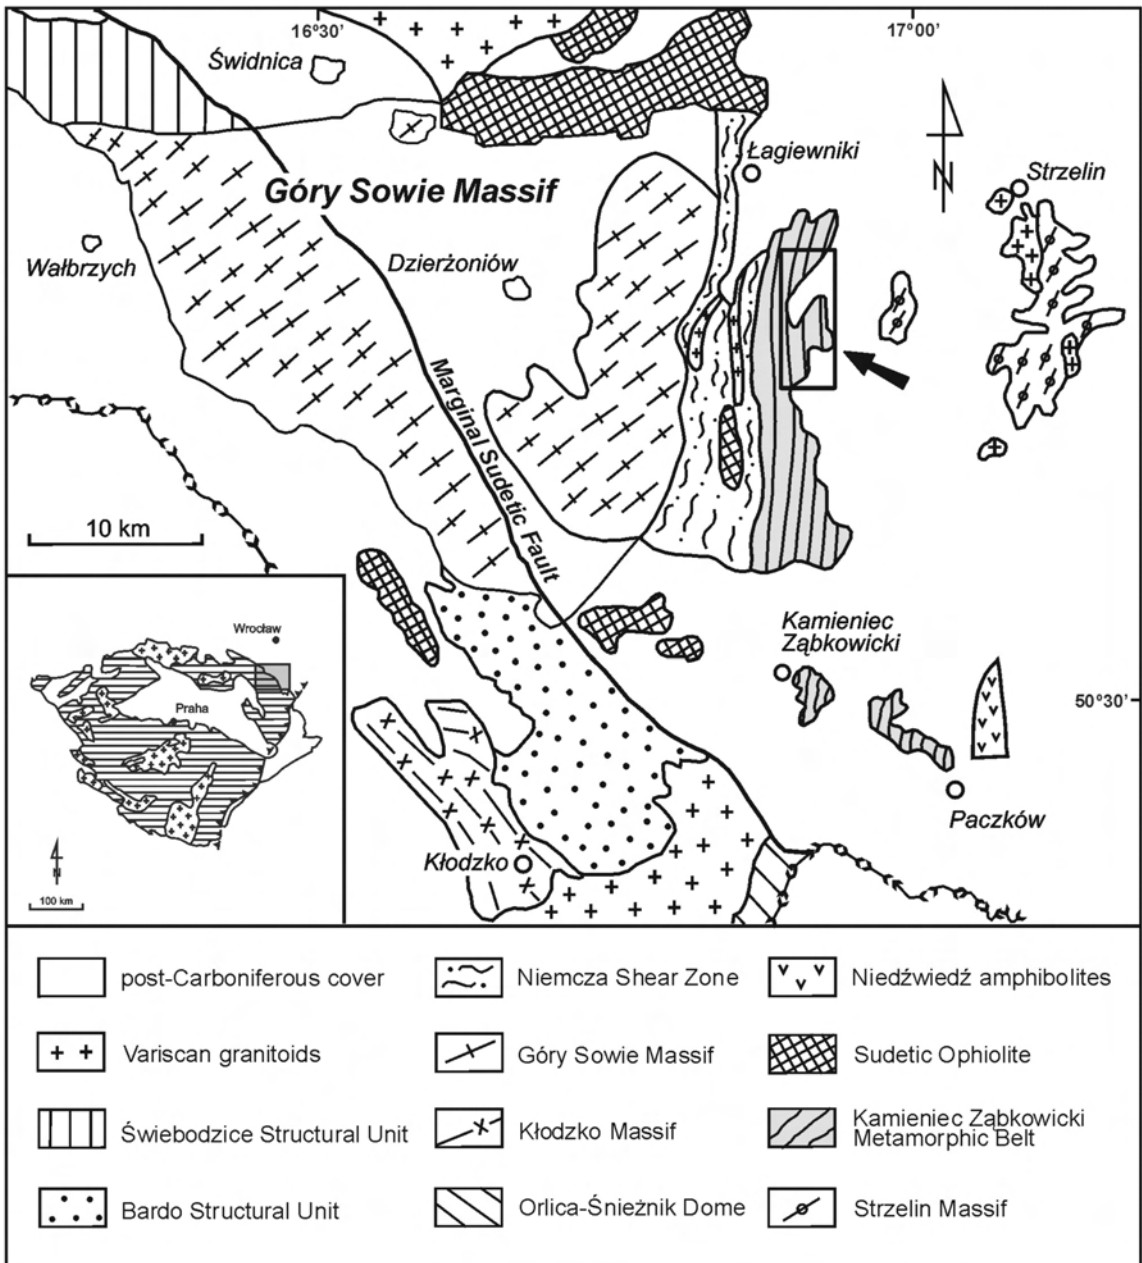 16°30'
17°00'
Świdnica
Łagiewniki
Strzelin
N
Góry Sowie Massif
Wałbrzych
Dzierżoniów
Marginal Sudetic Fault
10 km
Kamieniec
Ząbkowicki
Wrocław
Praha
50°30'
N
100 km
Kłodzko
Paczków
post-Carboniferous cover
Niemcza Shear Zone
Niedźwiedź amphibolites
Variscan granitoids
Góry Sowie Massif
Sudetic Ophiolite
Świebodzice Structural Unit
Kłodzko Massif
Kamieniec Ząbkowicki
Metamorphic Belt
Bardo Structural Unit
Orlica-Śnieżnik Dome
Strzelin Massif